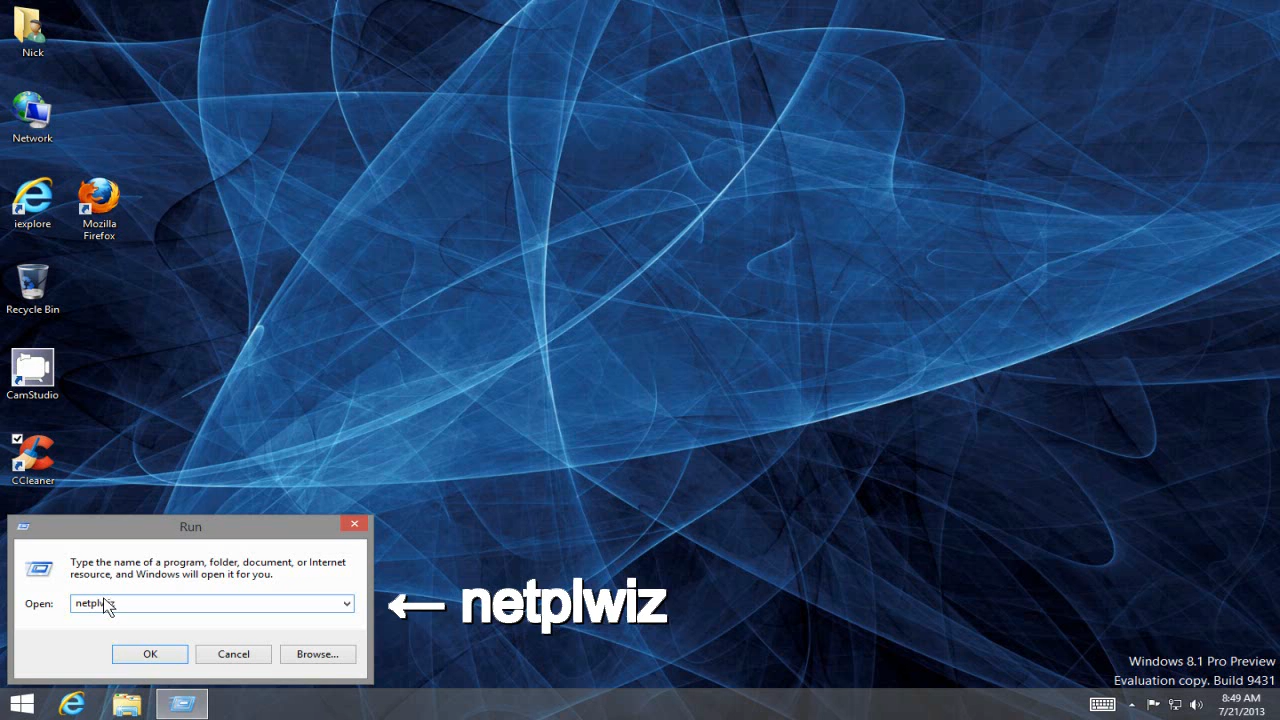 Nick
Network
iexplore
Mozilla
Firefox
Recycle Bin
CamStudio
CCleaner
Run
Type the name of a program, folder, document, or Internet
resource, and Windows will open it for you.
Open:
netplwiz
OK
Cancel
Browse...
← netplwiz
Windows 8.1 Pro Preview
Evaluation copy. Build 9431
8:49 AM
7/21/2013